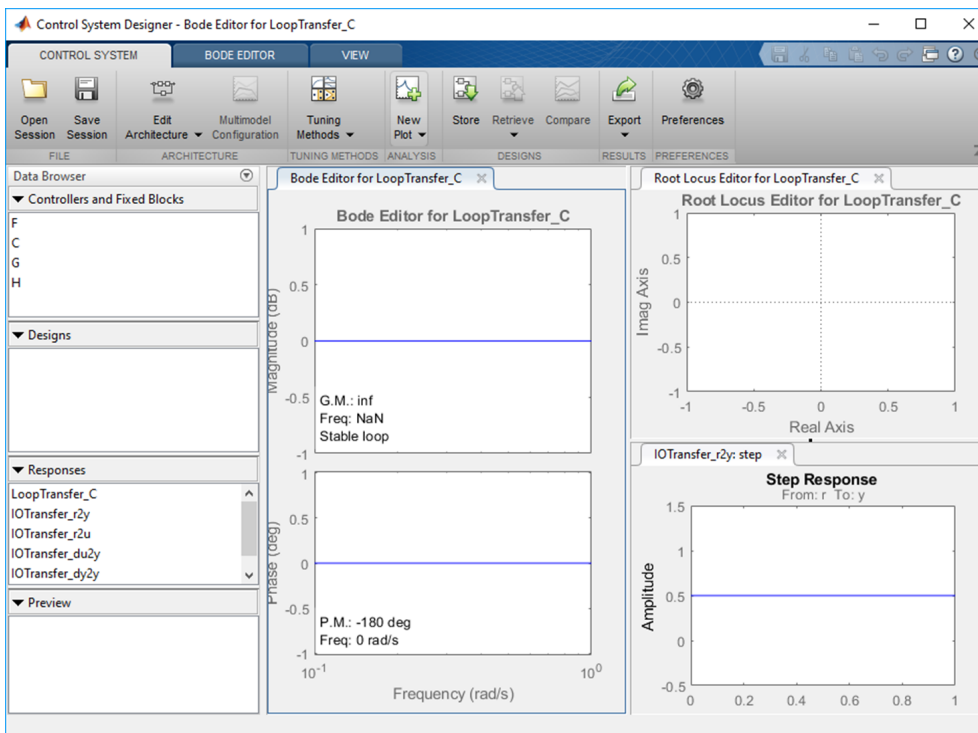 Control System Designer - Bode Editor for LoopTransfer_C
CONTROL SYSTEM BODE EDITOR VIEW
Open Session
Save Session
Edit Architecture
Multimodel Configuration
Tuning Methods
New Plot
Store
Retrieve
Compare
Export
Preferences
FILE ARCHITECTURE TUNING METHODS ANALYSIS DESIGNS RESULTS PREFERENCES
Data Browser
Controllers and Fixed Blocks
F
C
G
H
Designs
Responses
LoopTransfer_C
IOTransfer_r2y
IOTransfer_r2u
IOTransfer_du2y
IOTransfer_dy2y
Preview
Bode Editor for LoopTransfer_C
Bode Editor for LoopTransfer_C
Magnitude (dB)
1
0.5
0
-0.5
-1
G.M.: inf
Freq: NaN
Stable loop
Phase (deg)
1
0.5
0
-0.5
-1
P.M.: -180 deg
Freq: 0 rad/s
10⁻¹ 10⁰
Frequency (rad/s)
Root Locus Editor for LoopTransfer_C
Root Locus Editor for LoopTransfer_C
Imag Axis
1
0.5
0
-0.5
-1
-1 -0.5 0 0.5 1
Real Axis
IOTransfer_r2y: step
Step Response
From: r To: y
Amplitude
1.5
1
0.5
0
-0.5
0 0.2 0.4 0.6 0.8 1